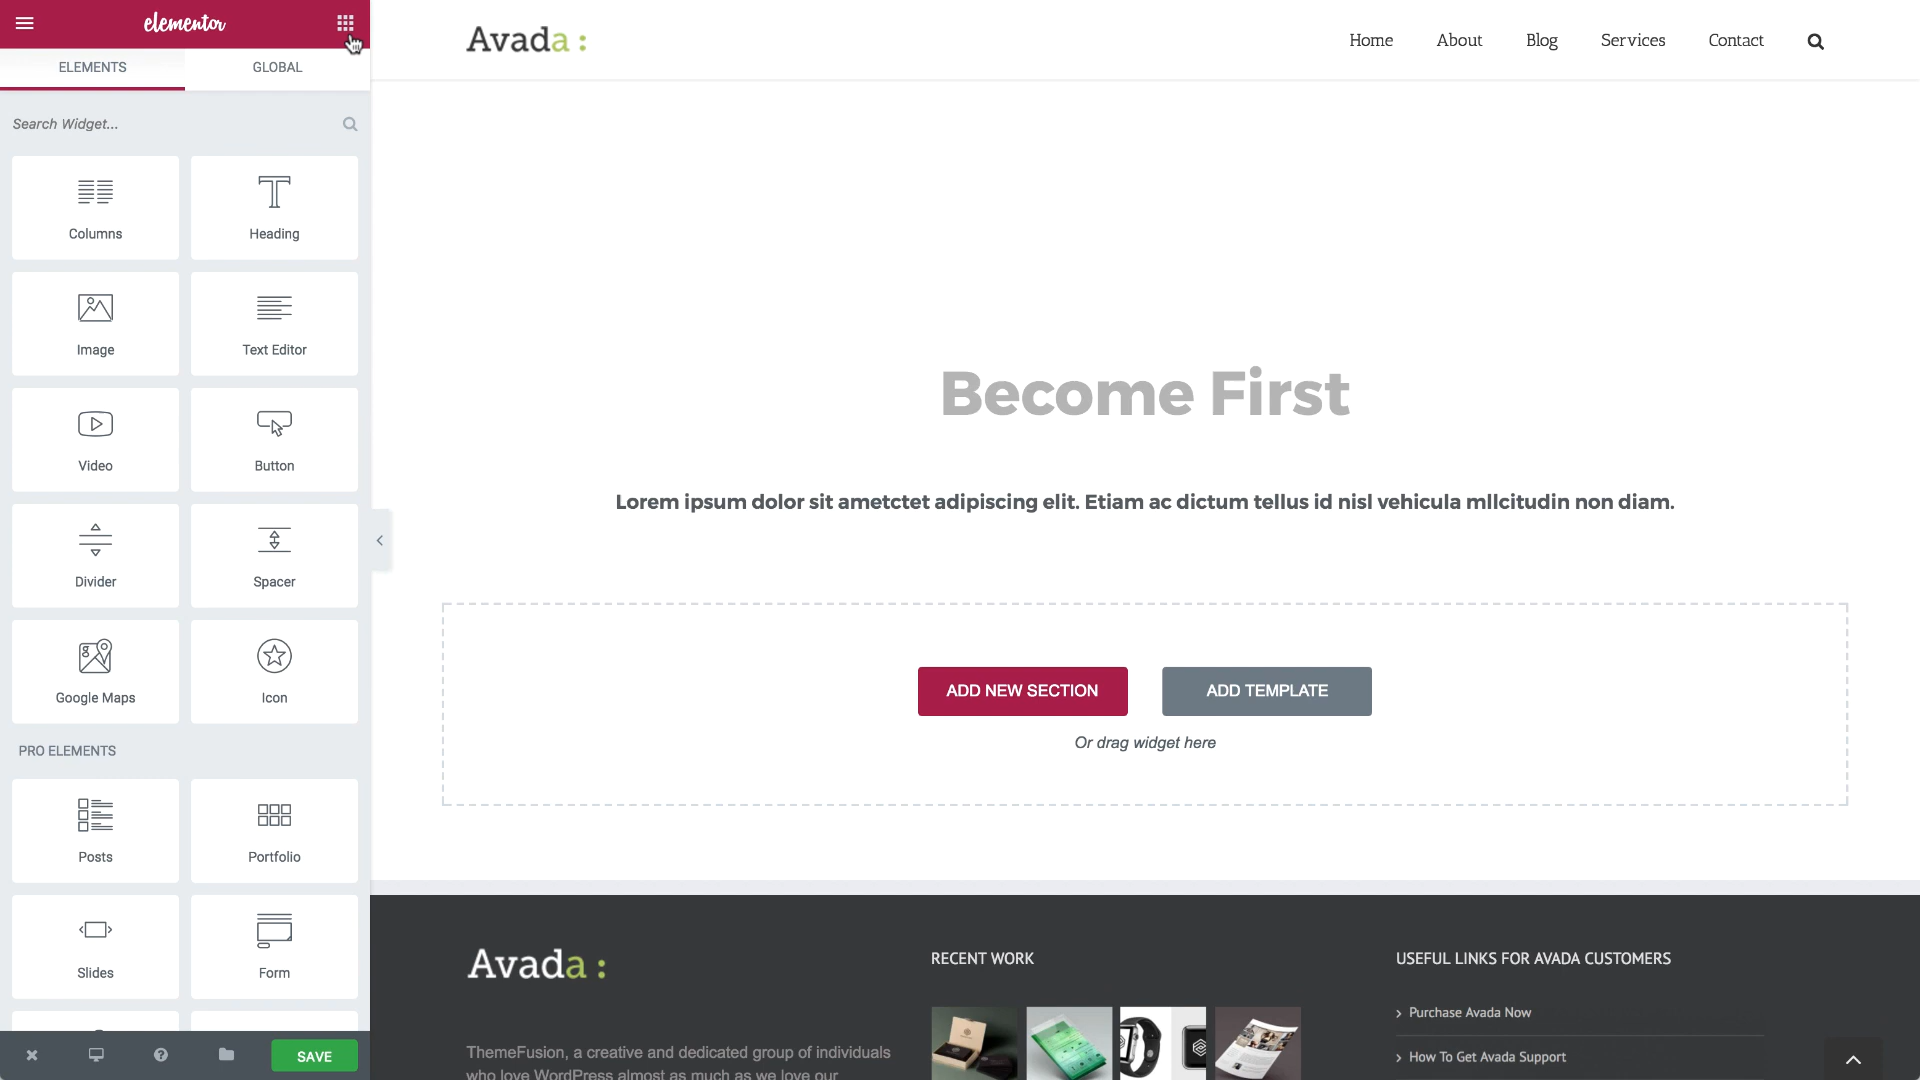 elementor
ELEMENTS
GLOBAL
Search Widget...
Columns
Heading
Image
Text Editor
Video
Button
Divider
Spacer
Google Maps
Icon
PRO ELEMENTS
Posts
Portfolio
Slides
Form
SAVE
Avada :
Home
About
Blog
Services
Contact
Become First
Lorem ipsum dolor sit ametctet adipiscing elit. Etiam ac dictum tellus id nisl vehicula mllcitudin non diam.
ADD NEW SECTION
ADD TEMPLATE
Or drag widget here
Avada :
ThemeFusion, a creative and dedicated group of individuals
who love WordPress almost as much as we love our
RECENT WORK
USEFUL LINKS FOR AVADA CUSTOMERS
Purchase Avada Now
How To Get Avada Support